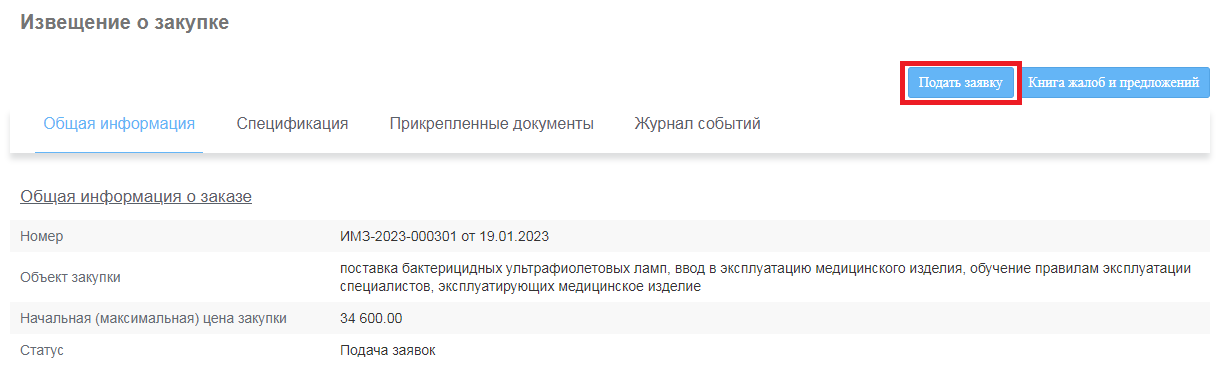 Извещение о закупке
Подать заявку Книга жалоб и предложений
Общая информация Спецификация Прикрепленные документы Журнал событий
Общая информация о заказе
Номер ИМЗ-2023-000301 от 19.01.2023
Объект закупки поставка бактерицидных ультрафиолетовых ламп, ввод в эксплуатацию медицинского изделия, обучение правилам эксплуатации
специалистов, эксплуатирующих медицинское изделие
Начальная (максимальная) цена закупки 34 600.00
Статус Подача заявок